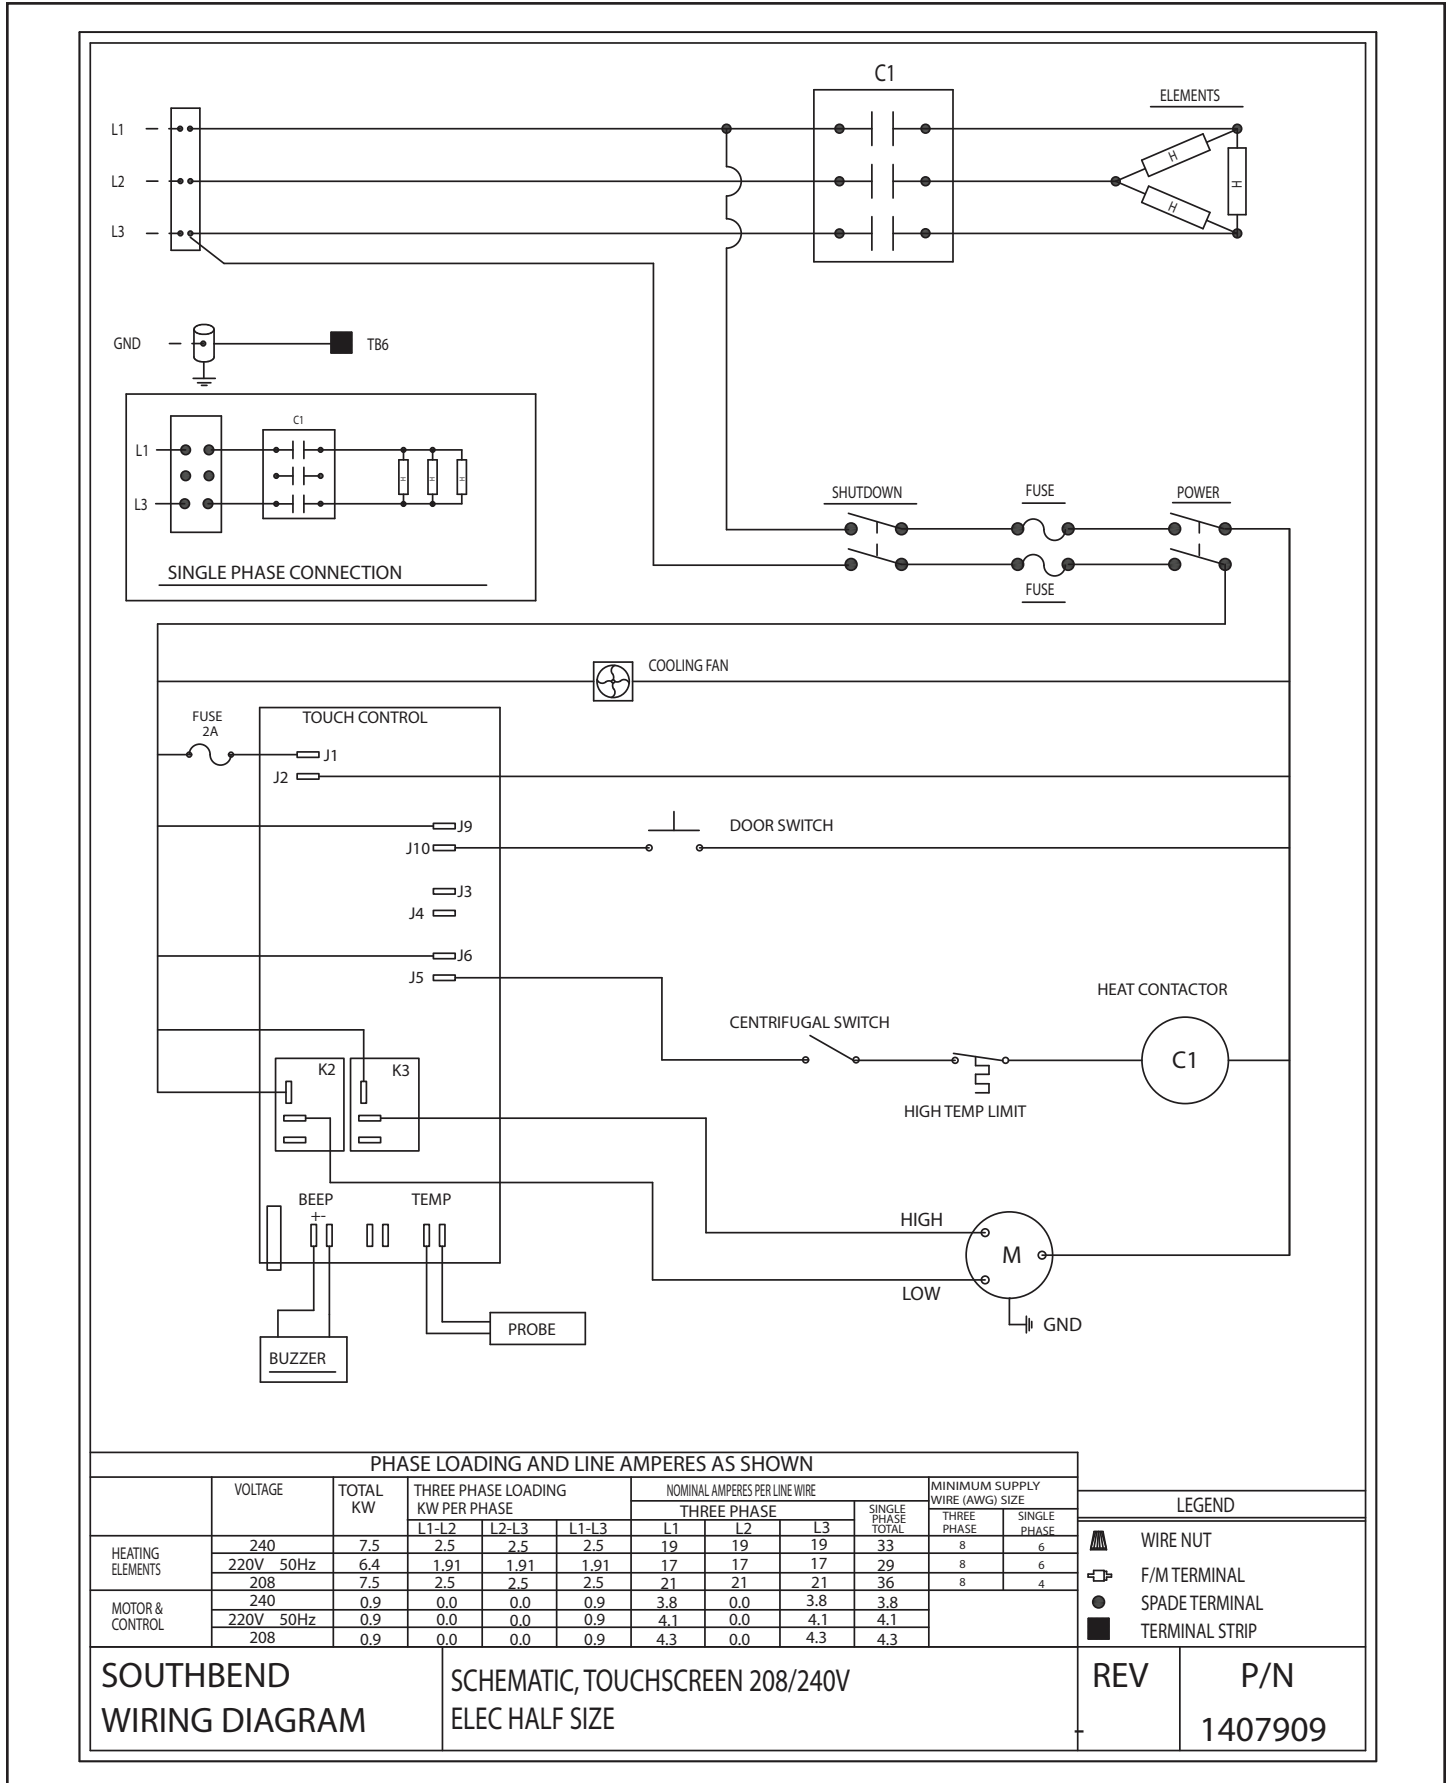 C1
ELEMENTS
L1
H
H
L2
H
L3
GND
TB6
C1
L1
H H H
L3
SINGLE PHASE CONNECTION
SHUTDOWN
FUSE
POWER
FUSE
COOLING FAN
FUSE
2A
TOUCH CONTROL
J1
J2
J9
DOOR SWITCH
J10
J3
J4
J6
J5
HEAT CONTACTOR
CENTRIFUGAL SWITCH
C1
K2
K3
HIGH TEMP LIMIT
BEEP
+-
TEMP
HIGH
M
LOW
GND
PROBE
BUZZER
PHASE LOADING AND LINE AMPERES AS SHOWN
VOLTAGE
TOTAL
KW
THREE PHASE LOADING
KW PER PHASE
NOMINAL AMPERES PER LINE WIRE
MINIMUM SUPPLY
WIRE (AWG) SIZE
THREE PHASE
SINGLE
PHASE
TOTAL
THREE
PHASE
SINGLE
PHASE
L1-L2 L2-L3 L1-L3 L1 L2 L3
HEATING
ELEMENTS
240 7.5 2.5 2.5 2.5 19 19 19 33 8 6
220V 50Hz 6.4 1.91 1.91 1.91 17 17 17 29 8 6
208 7.5 2.5 2.5 2.5 21 21 21 36 8 4
MOTOR &
CONTROL
240 0.9 0.0 0.0 0.9 3.8 0.0 3.8 3.8
220V 50Hz 0.9 0.0 0.0 0.9 4.1 0.0 4.1 4.1
208 0.9 0.0 0.0 0.9 4.3 0.0 4.3 4.3
LEGEND
WIRE NUT
F/M TERMINAL
SPADE TERMINAL
TERMINAL STRIP
SOUTHBEND
WIRING DIAGRAM
SCHEMATIC, TOUCHSCREEN 208/240V
ELEC HALF SIZE
REV
-
P/N
1407909